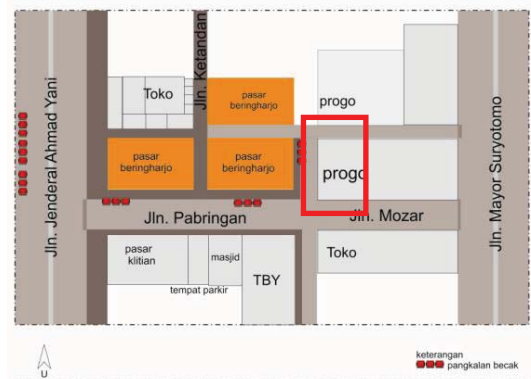 Jln. Jenderal Ahmad Yani
Jln. Ketandan
Jln. Mayor Suryotomo
Toko
pasar
beringharjo
progo
pasar
beringharjo
pasar
beringharjo
progo
Jln. Pabringan
Jln. Mozar
pasar
klitian
masjid
tempat parkir
TBY
Toko
U
keterangan
pangkalan becak